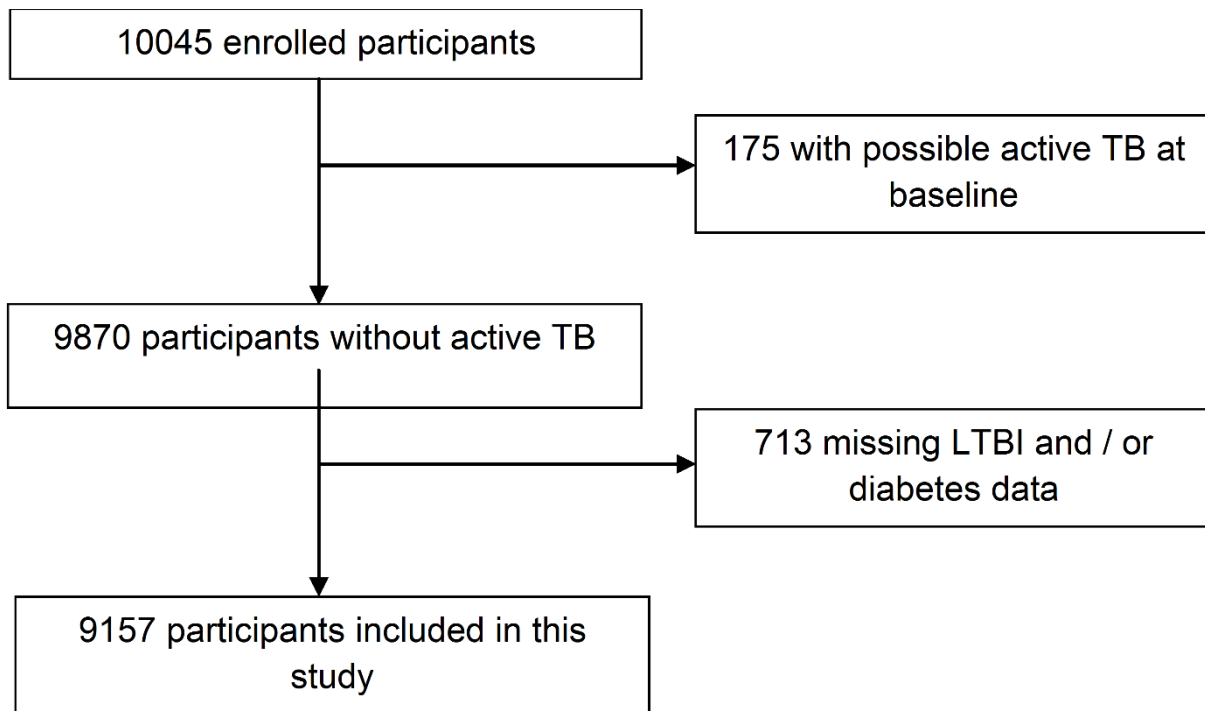 10045 enrolled participants
175 with possible active TB at
baseline
9870 participants without active TB
713 missing LTBI and / or
diabetes data
9157 participants included in this
study